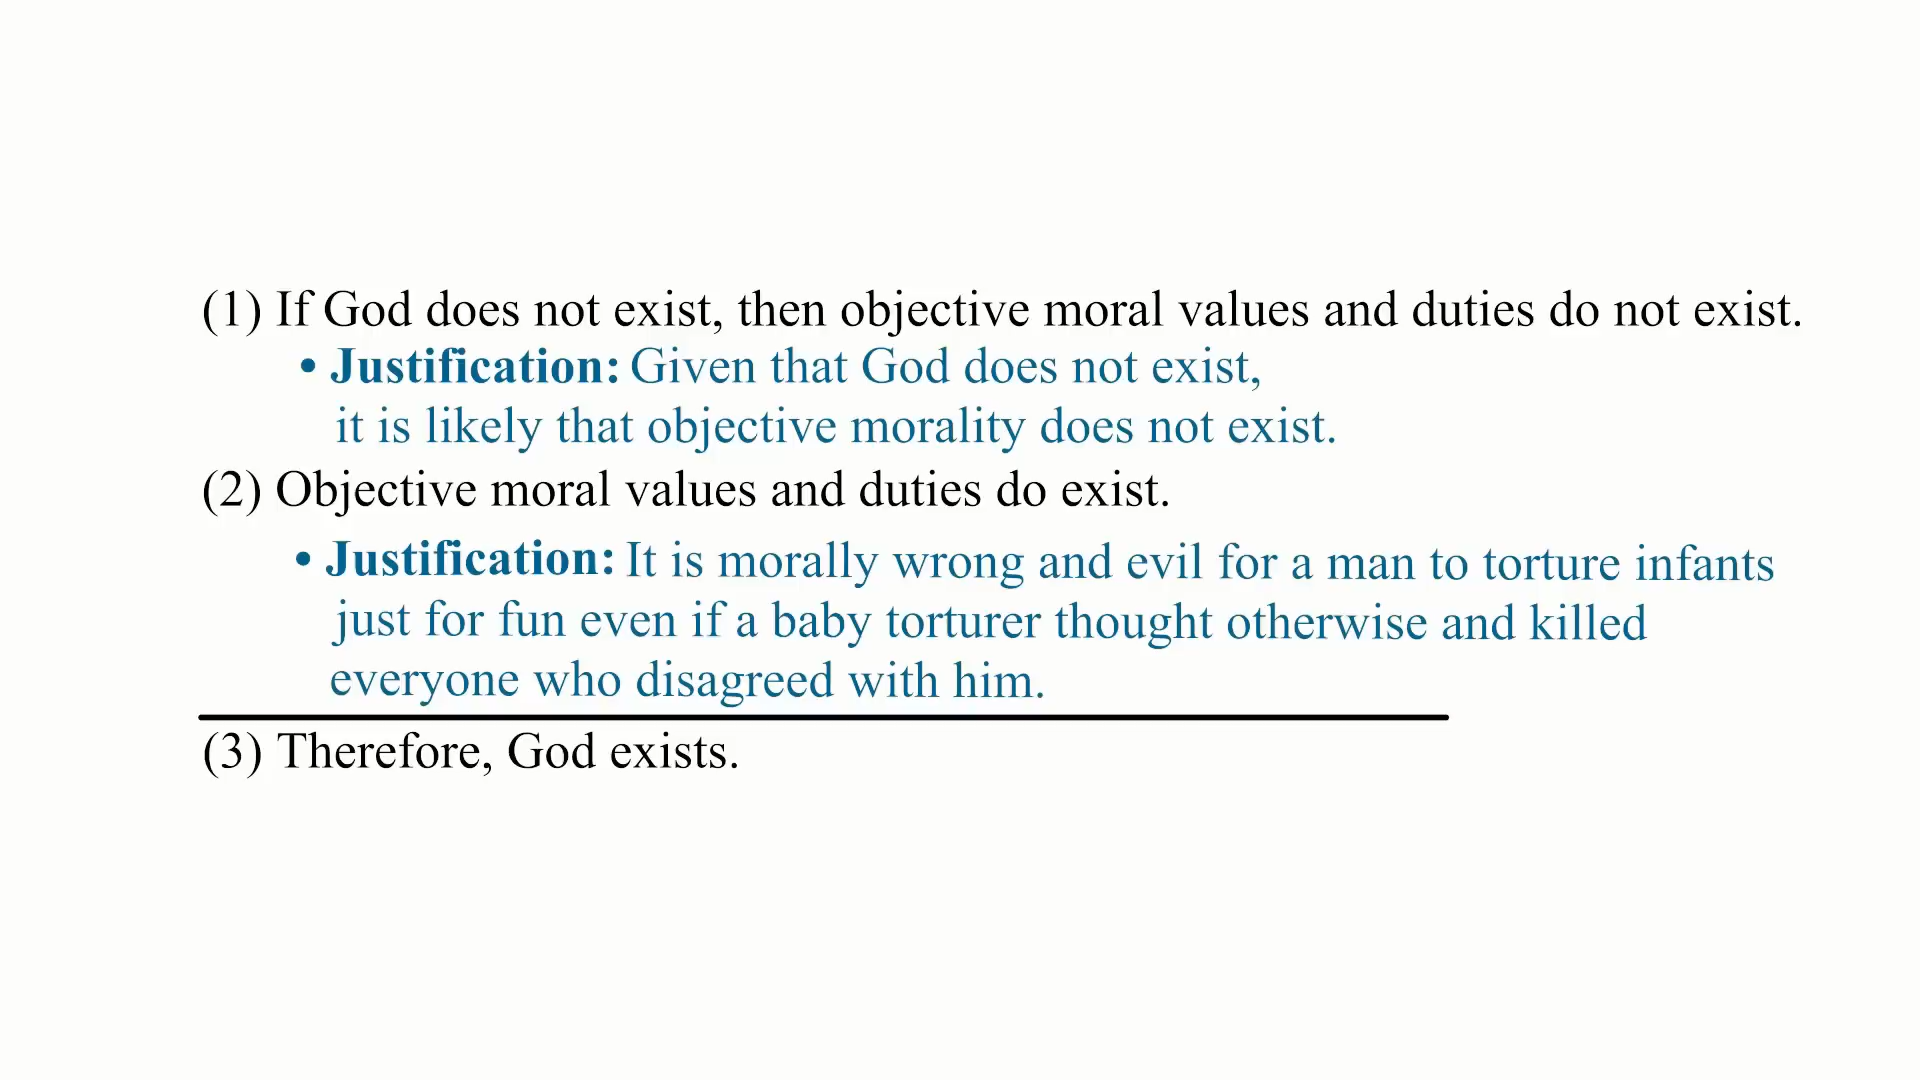 (1) If God does not exist, then objective moral values and duties do not exist.
• Justification: Given that God does not exist,
it is likely that objective morality does not exist.
(2) Objective moral values and duties do exist.
• Justification: It is morally wrong and evil for a man to torture infants
just for fun even if a baby torturer thought otherwise and killed
everyone who disagreed with him.
(3) Therefore, God exists.